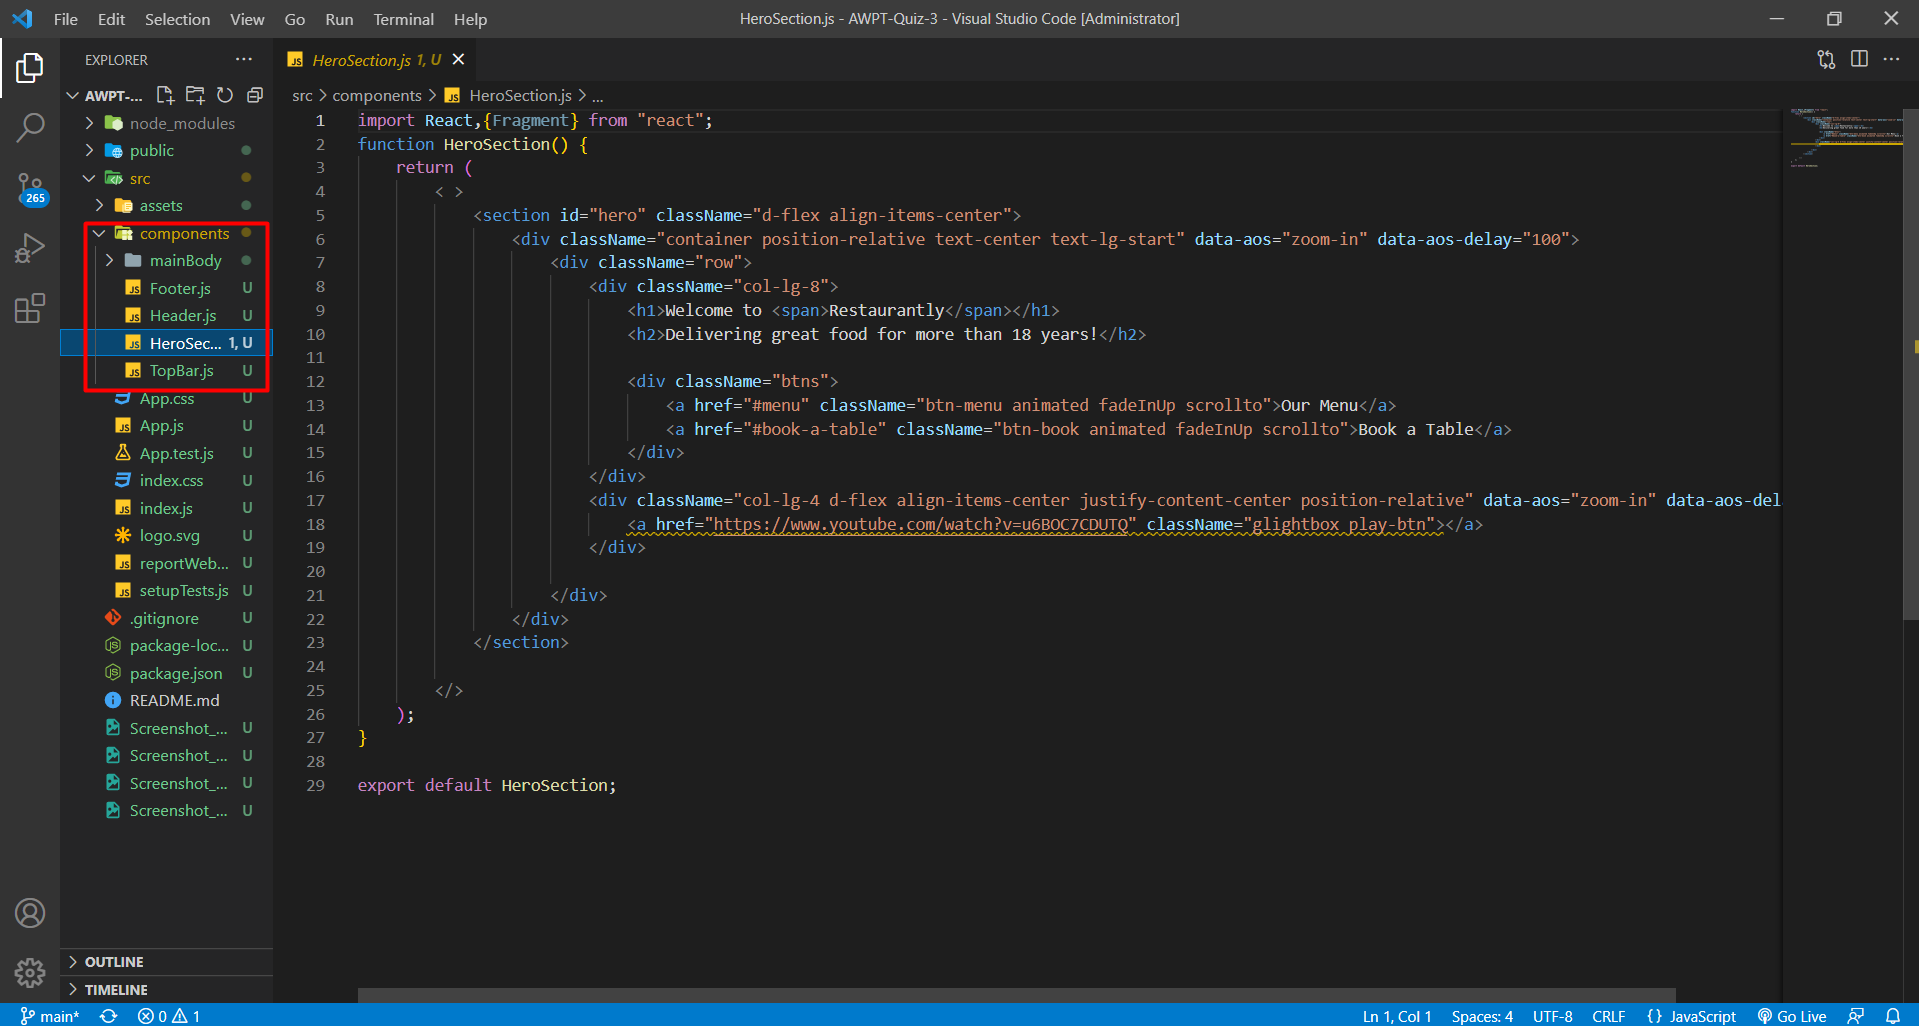 File Edit Selection View Go Run Terminal Help
HeroSection.js - AWPT-Quiz-3 - Visual Studio Code [Administrator]
EXPLORER ...
AWPT-...
node_modules
public
src
assets
components
mainBody
Footer.js U
Header.js U
HeroSec... 1, U
TopBar.js U
App.css U
App.js U
App.test.js U
index.css U
index.js U
logo.svg U
reportWeb... U
setupTests.js U
.gitignore U
package-loc... U
package.json U
README.md
Screenshot_... U
Screenshot_... U
Screenshot_... U
Screenshot_... U
OUTLINE
TIMELINE
265
HeroSection.js 1, U
src > components > JS HeroSection.js > ...
1 import React,{Fragment} from "react";
2 function HeroSection() {
3 return (
4 < >
5 <section id="hero" className="d-flex align-items-center">
6 <div className="container position-relative text-center text-lg-start" data-aos="zoom-in" data-aos-delay="100">
7 <div className="row">
8 <div className="col-lg-8">
9 <h1>Welcome to <span>Restaurantly</span></h1>
10 <h2>Delivering great food for more than 18 years!</h2>
11
12 <div className="btns">
13 <a href="#menu" className="btn-menu animated fadeInUp scrollto">Our Menu</a>
14 <a href="#book-a-table" className="btn-book animated fadeInUp scrollto">Book a Table</a>
15 </div>
16 </div>
17 <div className="col-lg-4 d-flex align-items-center justify-content-center position-relative" data-aos="zoom-in" data-aos-del
18 <a href="https://www.youtube.com/watch?v=u6BOC7CDUTQ" className="glightbox play-btn"></a>
19 </div>
20
21 </div>
22 </div>
23 </section>
24
25 </>
26 );
27 }
28
29 export default HeroSection;
main* 0 1
Ln 1, Col 1 Spaces: 4 UTF-8 CRLF {} JavaScript Go Live